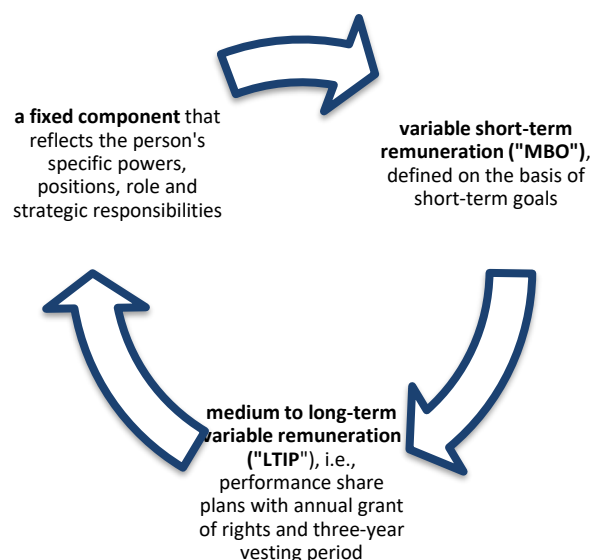 a fixed component that
reflects the person's
specific powers,
positions, role and
strategic responsibilities
variable short-term
remuneration ("MBO"),
defined on the basis of
short-term goals
medium to long-term
variable remuneration
("LTIP"), i.e.,
performance share
plans with annual grant
of rights and three-year
vesting period